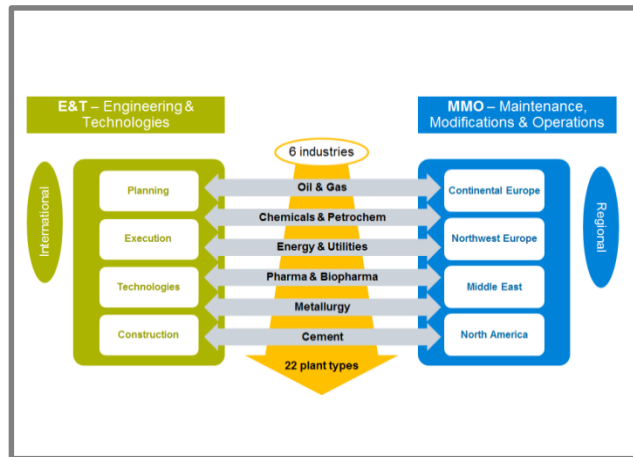 E&T – Engineering &
Technologies
MMO – Maintenance,
Modifications & Operations
6 industries
International
Planning
Execution
Technologies
Construction
Oil & Gas
Chemicals & Petrochem
Energy & Utilities
Pharma & Biopharma
Metallurgy
Cement
22 plant types
Continental Europe
Northwest Europe
Middle East
North America
Regional